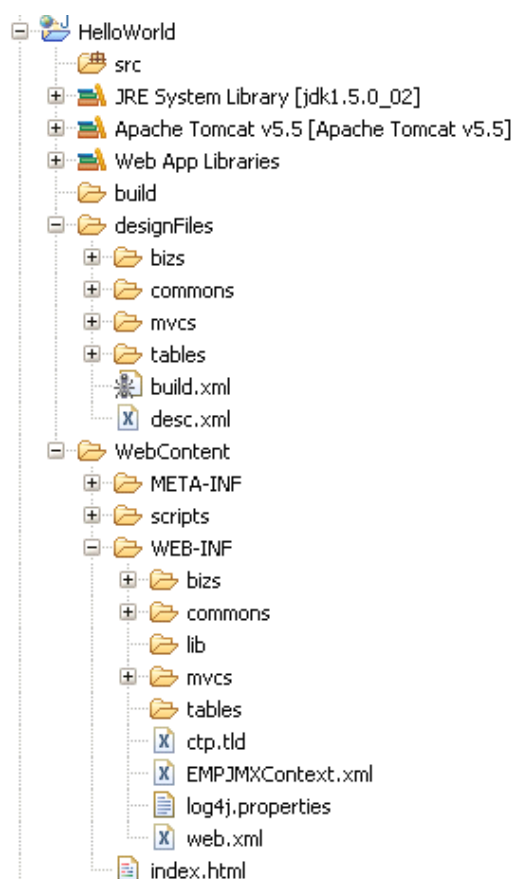 HelloWorld
src
JRE System Library [jdk1.5.0_02]
Apache Tomcat v5.5 [Apache Tomcat v5.5]
Web App Libraries
build
designFiles
bizs
commons
mvcs
tables
build.xml
desc.xml
WebContent
META-INF
scripts
WEB-INF
bizs
commons
lib
mvcs
tables
ctp.tld
EMPJMXContext.xml
log4j.properties
web.xml
index.html